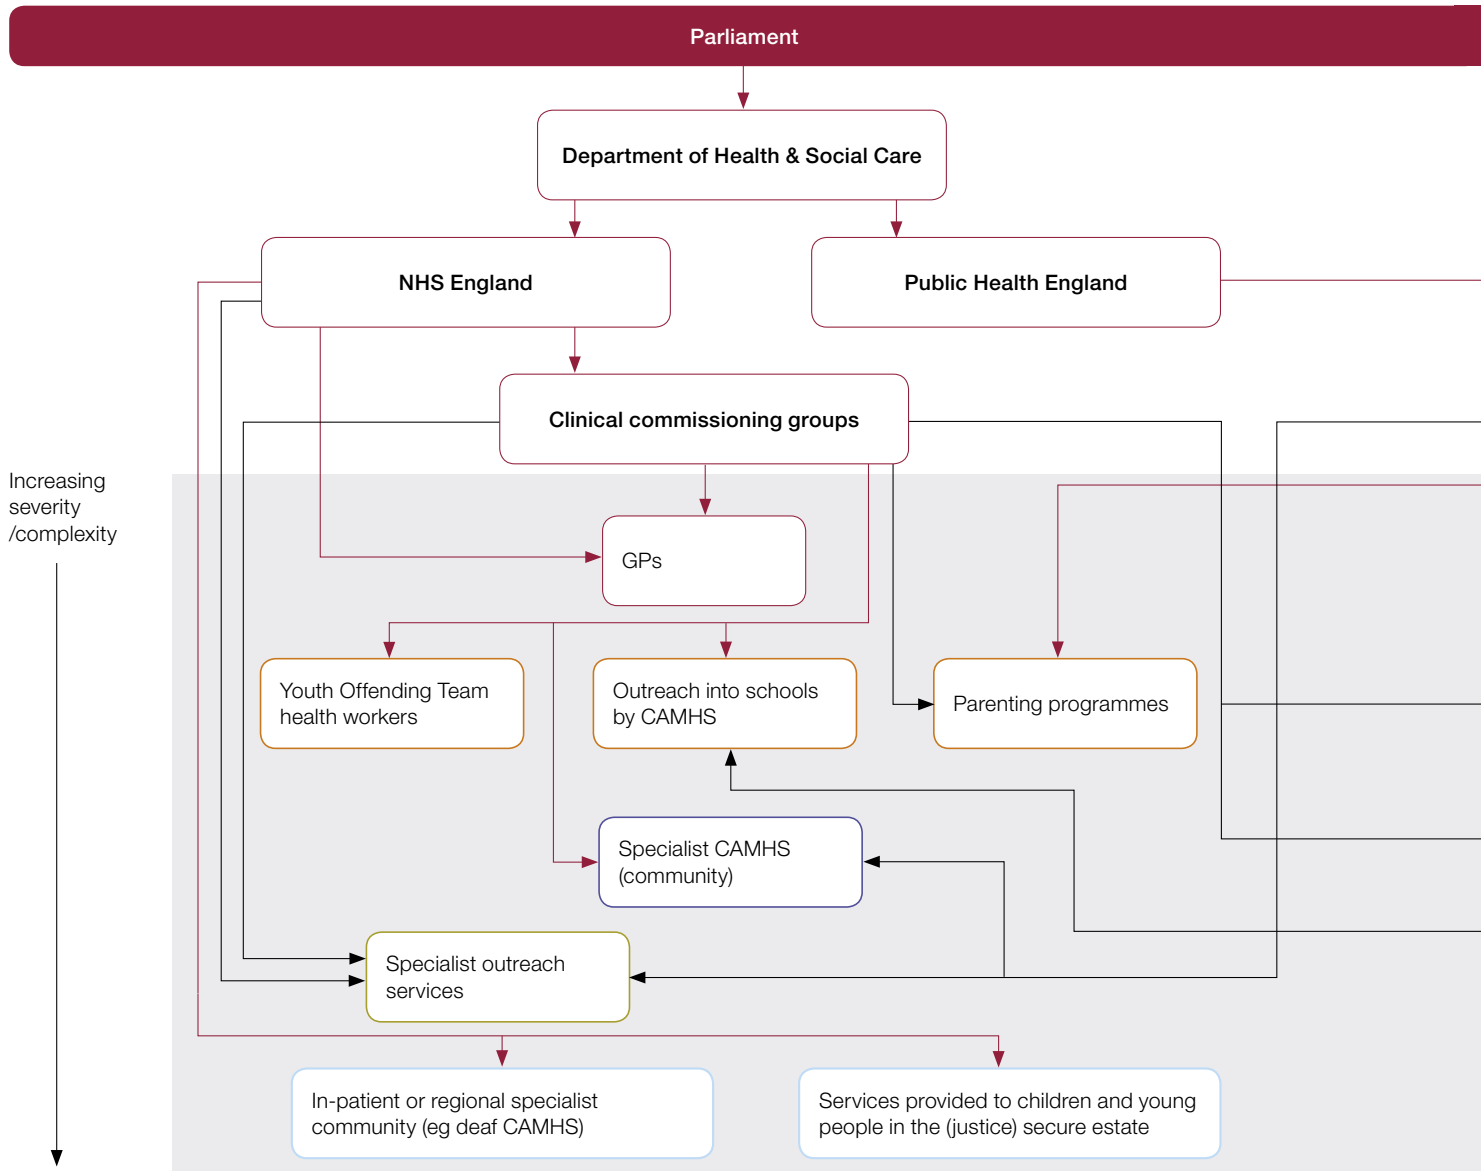 Parliament
Department of Health & Social Care
NHS England
Public Health England
Clinical commissioning groups
Increasing
severity
/complexity
GPs
Youth Offending Team
health workers
Outreach into schools
by CAMHS
Parenting programmes
Specialist CAMHS
(community)
Specialist outreach
services
In-patient or regional specialist
community (eg deaf CAMHS)
Services provided to children and young
people in the (justice) secure estate